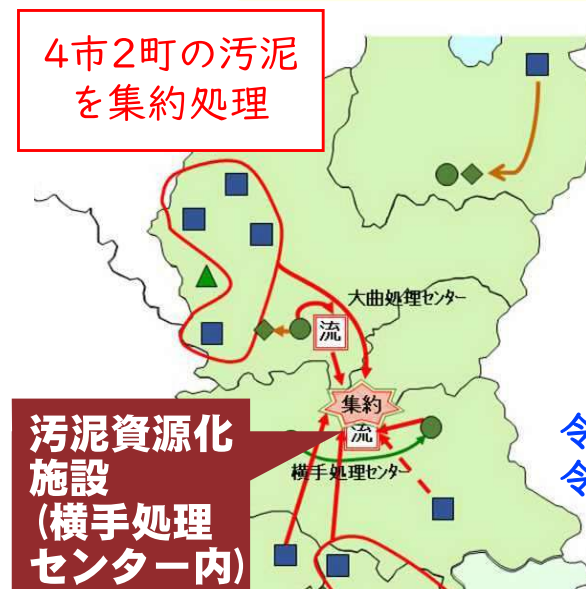 4市2町の汚泥
を集約処理
大曲処理センター
流
集約
流
横手処理センター
汚泥資源化
施設
(横手処理
センター内)